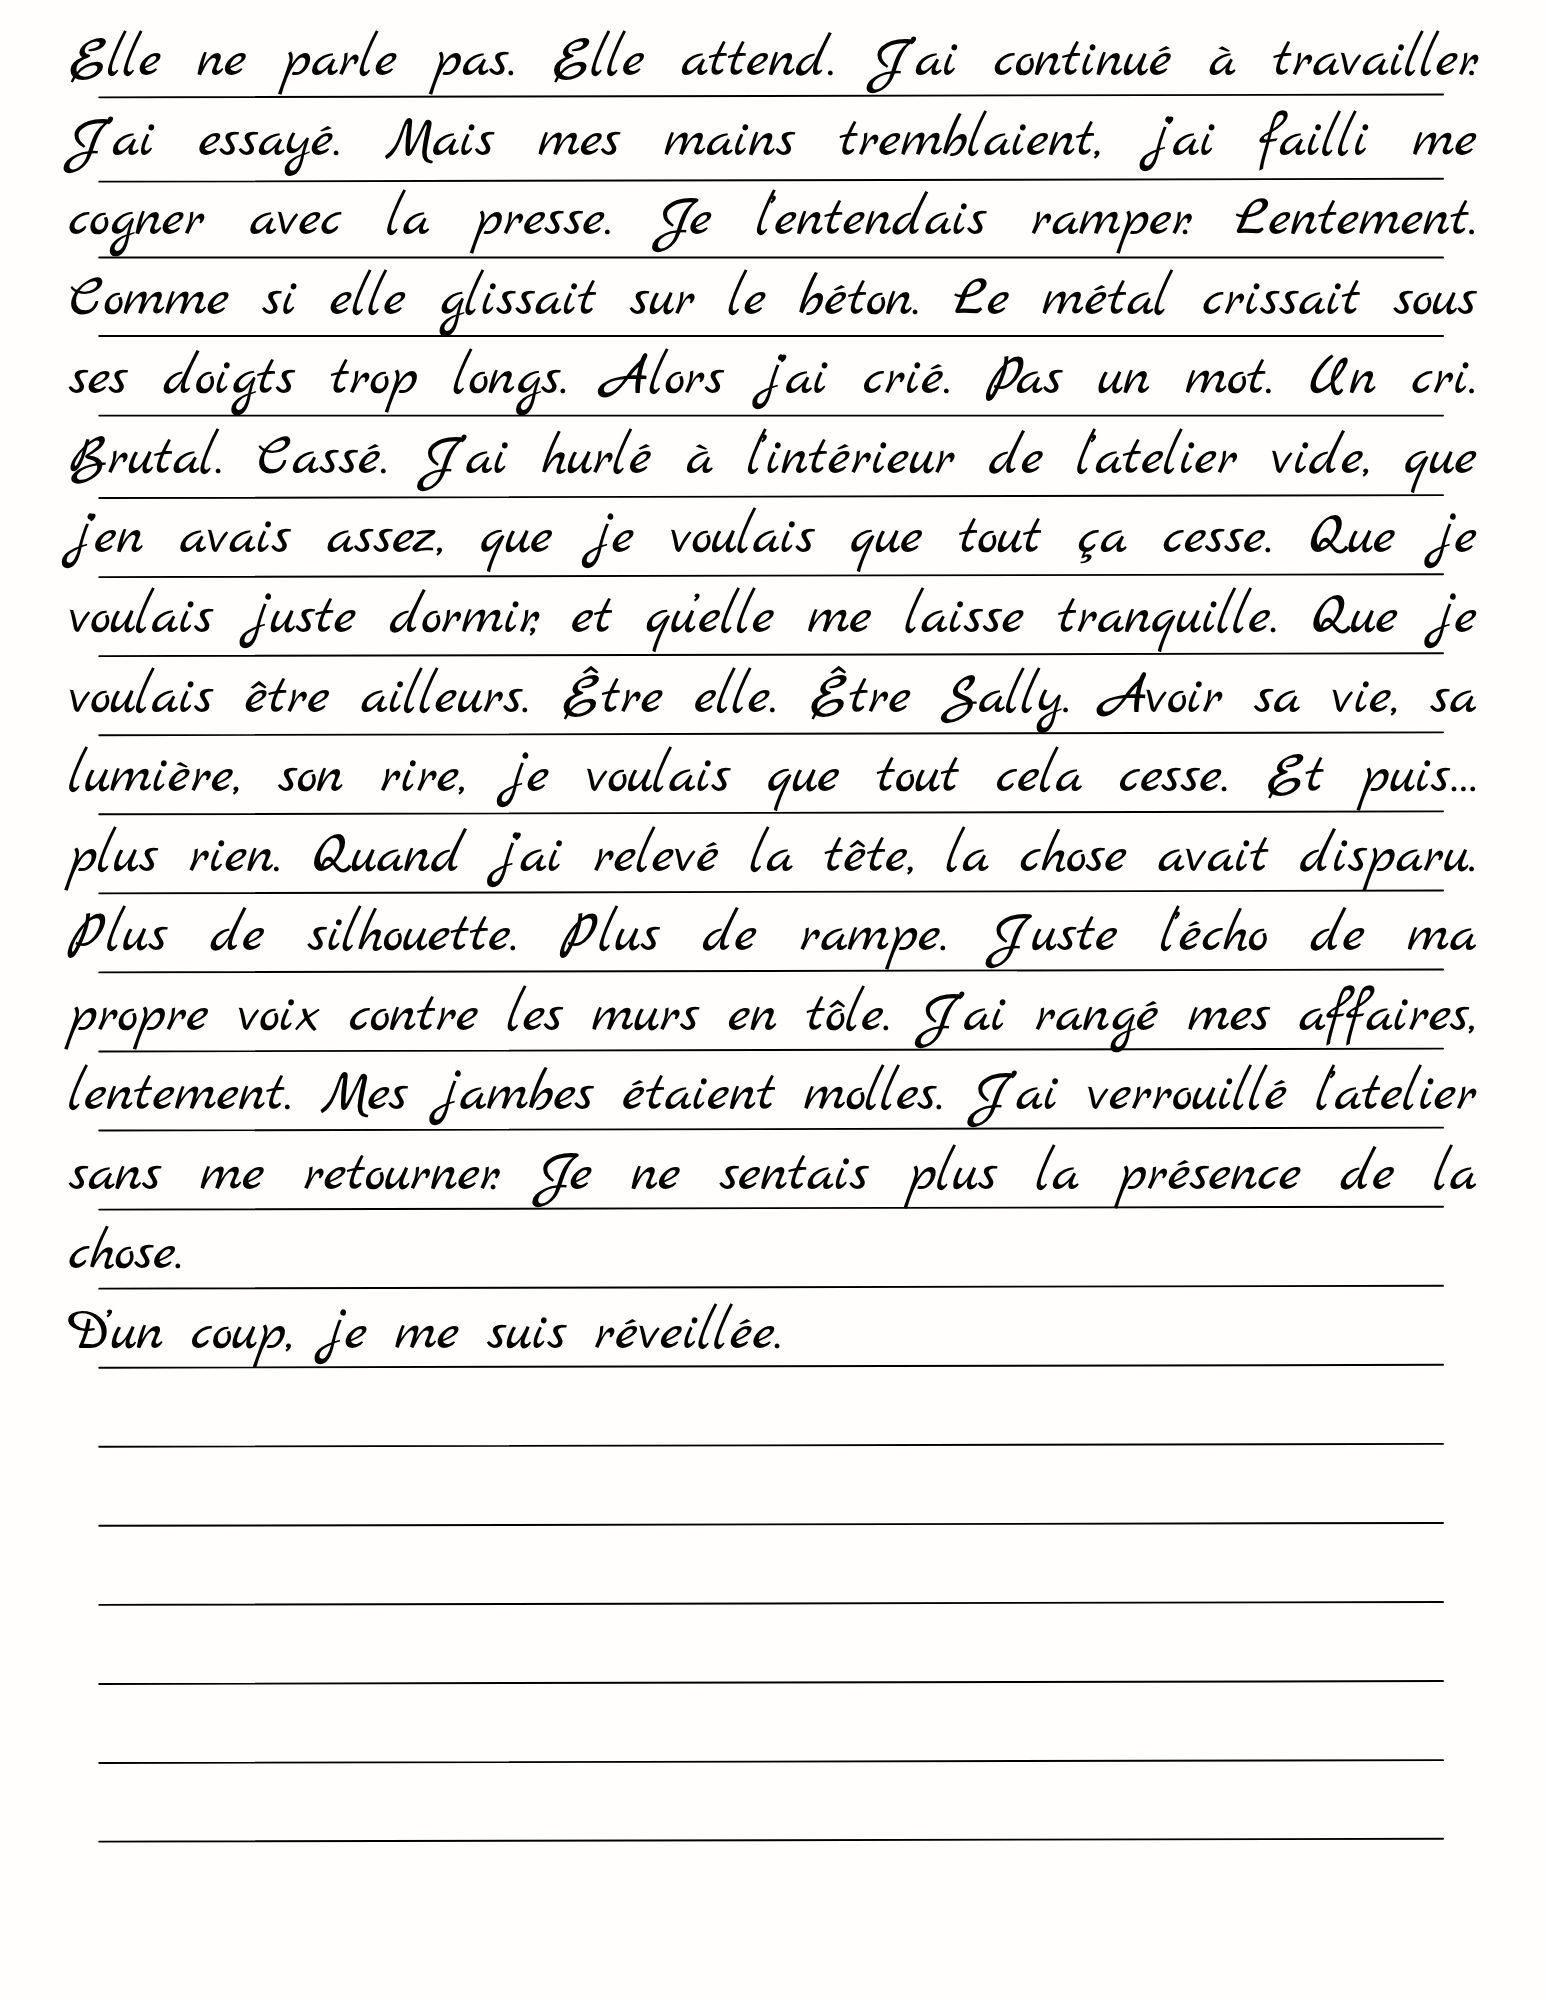 Elle ne parle pas. Elle attend. J'ai continué à travailler.
J'ai essayé. Mais mes mains tremblaient, j'ai failli me
cogner avec la presse. Je l'entendais ramper. Lentement.
Comme si elle glissait sur le béton. Le métal crissait sous
ses doigts trop longs. Alors j'ai crié. Pas un mot. Un cri.
Brutal. Cassé. J'ai hurlé à l'intérieur de l'atelier vide, que
j'en avais assez, que je voulais que tout ça cesse. Que je
voulais juste dormir, et qu'elle me laisse tranquille. Que je
voulais être ailleurs. Être elle. Être Sally. Avoir sa vie, sa
lumière, son rire, je voulais que tout cela cesse. Et puis...
plus rien. Quand j'ai relevé la tête, la chose avait disparu.
Plus de silhouette. Plus de rampe. Juste l'écho de ma
propre voix contre les murs en tôle. J'ai rangé mes affaires,
lentement. Mes jambes étaient molles. J'ai verrouillé l'atelier
sans me retourner. Je ne sentais plus la présence de la
chose.
D'un coup, je me suis réveillée.